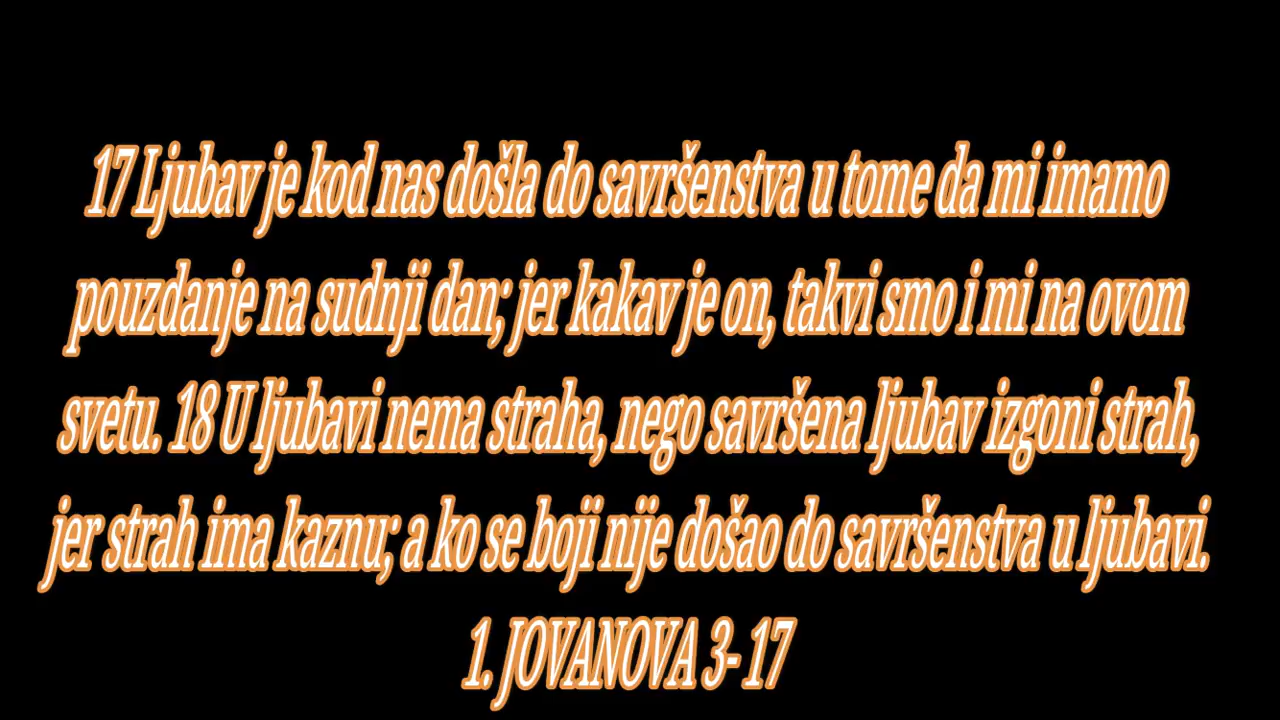 17 Ljubav je kod nas došla do savršenstva u tome da mi imamo
pouzdanje na sudnji dan; jer kakav je on, takvi smo i mi na ovom
svetu. 18 U ljubavi nema straha, nego savršena ljubav izgoni strah,
jer strah ima kaznu; a ko se boji nije došao do savršenstva u ljubavi.
1. JOVANOVA 3- 17